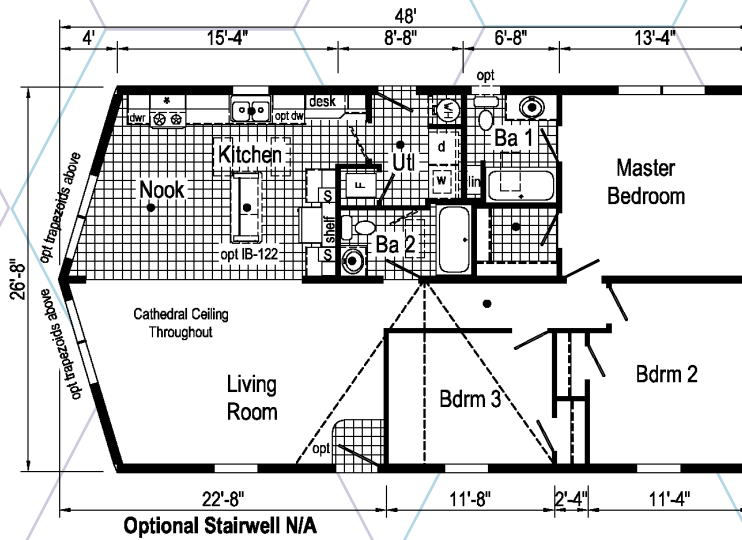 48'
4' 15'-4" 8'-8" 6'-8" 13'-4"
opt
dwr
opt dw
desk
WH
Ba 1
Kitchen
Utl
d
Nook
F
w
lin
Master
Bedroom
S
shelf
S
opt IB-122
Ba 2
opt trapezoids above
26'-8"
opt trapezoids above
Cathedral Ceiling
Throughout
Living
Room
Bdrm 3
Bdrm 2
opt
22'-8" 11'-8" 2'-4" 11'-4"
Optional Stairwell N/A